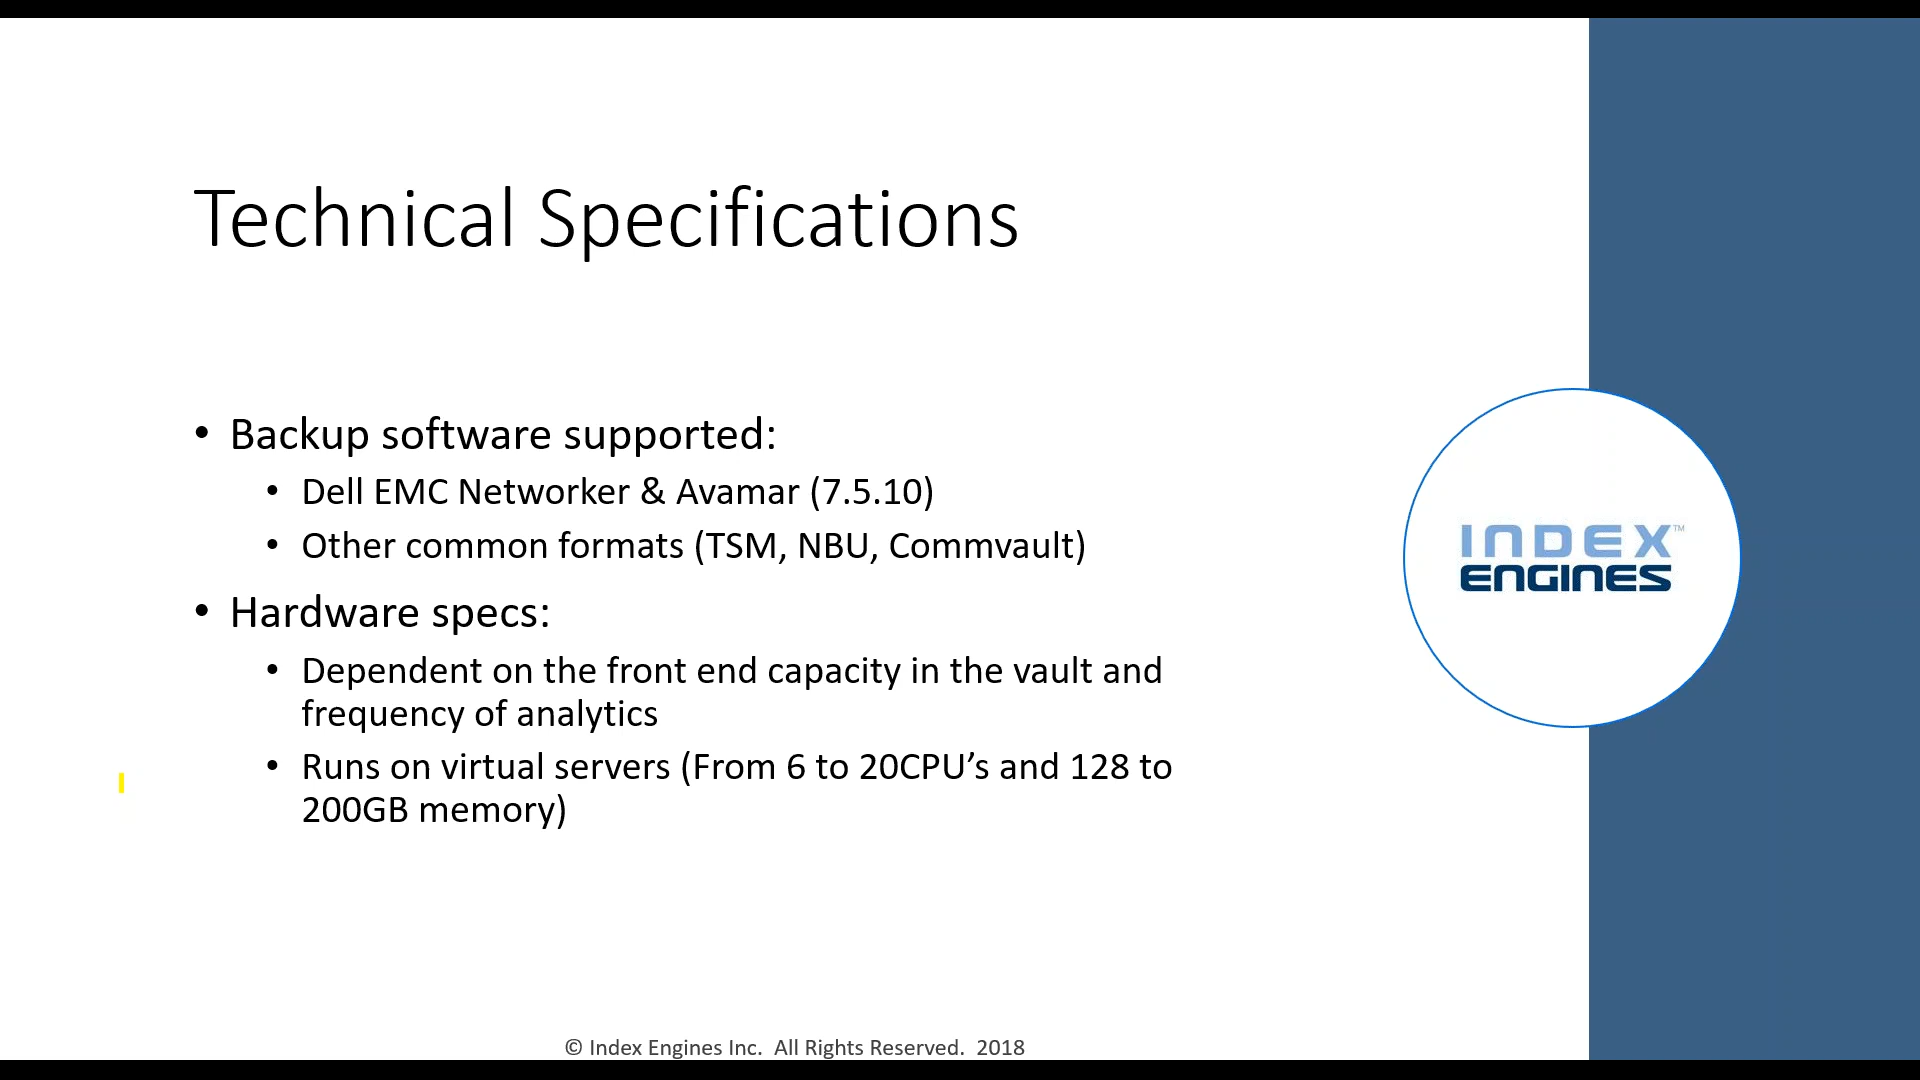 Technical Specifications
• Backup software supported:
• Dell EMC Networker & Avamar (7.5.10)
• Other common formats (TSM, NBU, Commvault)
• Hardware specs:
• Dependent on the front end capacity in the vault and
frequency of analytics
• Runs on virtual servers (From 6 to 20CPU’s and 128 to
200GB memory)
INDEX™
ENGINES
© Index Engines Inc.  All Rights Reserved.  2018